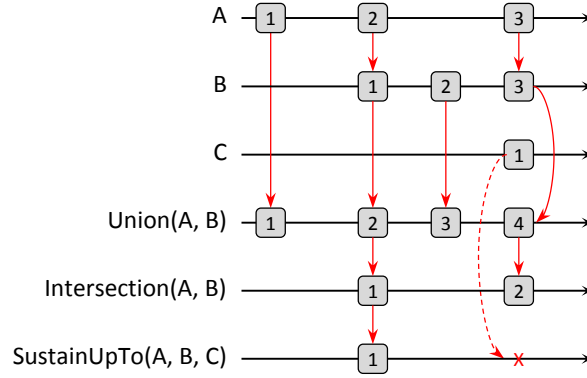 A 1 2 3
B 1 2 3
C 1
Union(A, B) 1 2 3 4
Intersection(A, B) 1 2
SustainUpTo(A, B, C) 1 x